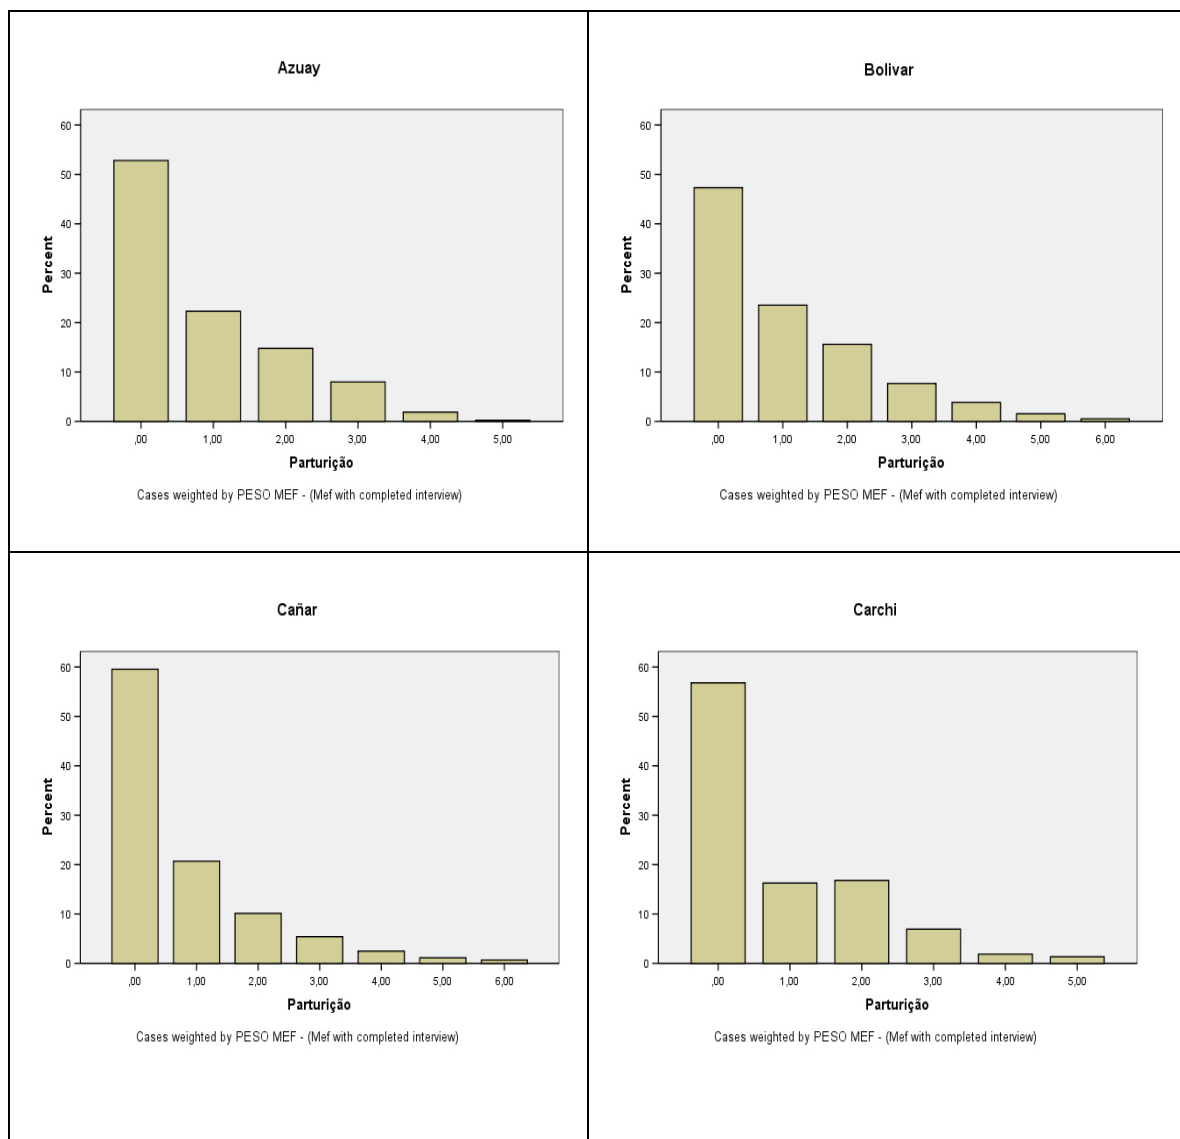 Azuay
60
50
40
30
20
10
0
Percent
,00 1,00 2,00 3,00 4,00 5,00
Parturição
Cases weighted by PESO MEF - (Mef with completed interview)
Bolivar
60
50
40
30
20
10
0
Percent
,00 1,00 2,00 3,00 4,00 5,00 6,00
Parturição
Cases weighted by PESO MEF - (Mef with completed interview)
Cañar
60
50
40
30
20
10
0
Percent
,00 1,00 2,00 3,00 4,00 5,00 6,00
Parturição
Cases weighted by PESO MEF - (Mef with completed interview)
Carchi
60
50
40
30
20
10
0
Percent
,00 1,00 2,00 3,00 4,00 5,00
Parturição
Cases weighted by PESO MEF - (Mef with completed interview)